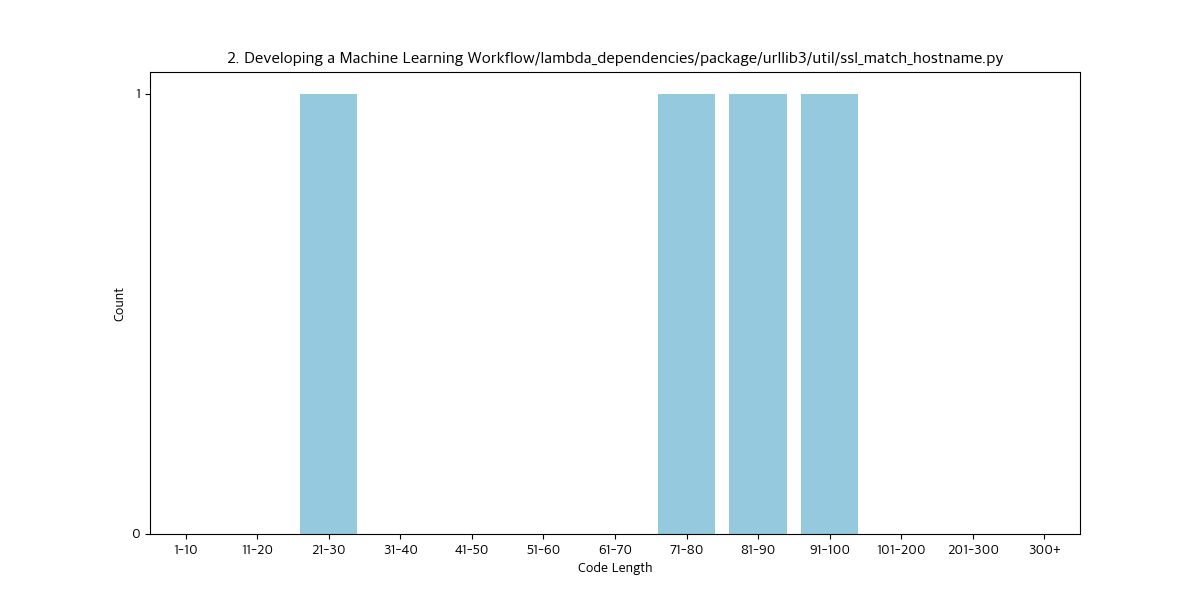 2. Developing a Machine Learning Workflow/lambda_dependencies/package/urllib3/util/ssl_match_hostname.py
1
Count
0
1-10 11-20 21-30 31-40 41-50 51-60 61-70 71-80 81-90 91-100 101-200 201-300 300+
Code Length